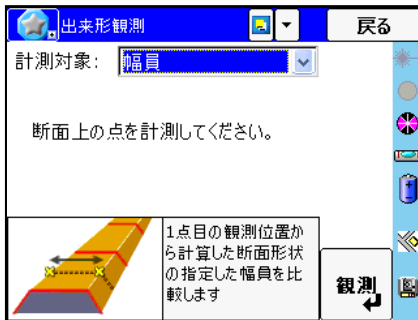 出来形観測
戻る
計測対象:
幅員
断面上の点を計測してください。
1点目の観測位置か
ら計算した断面形状
の指定した幅員を比
較します
観測